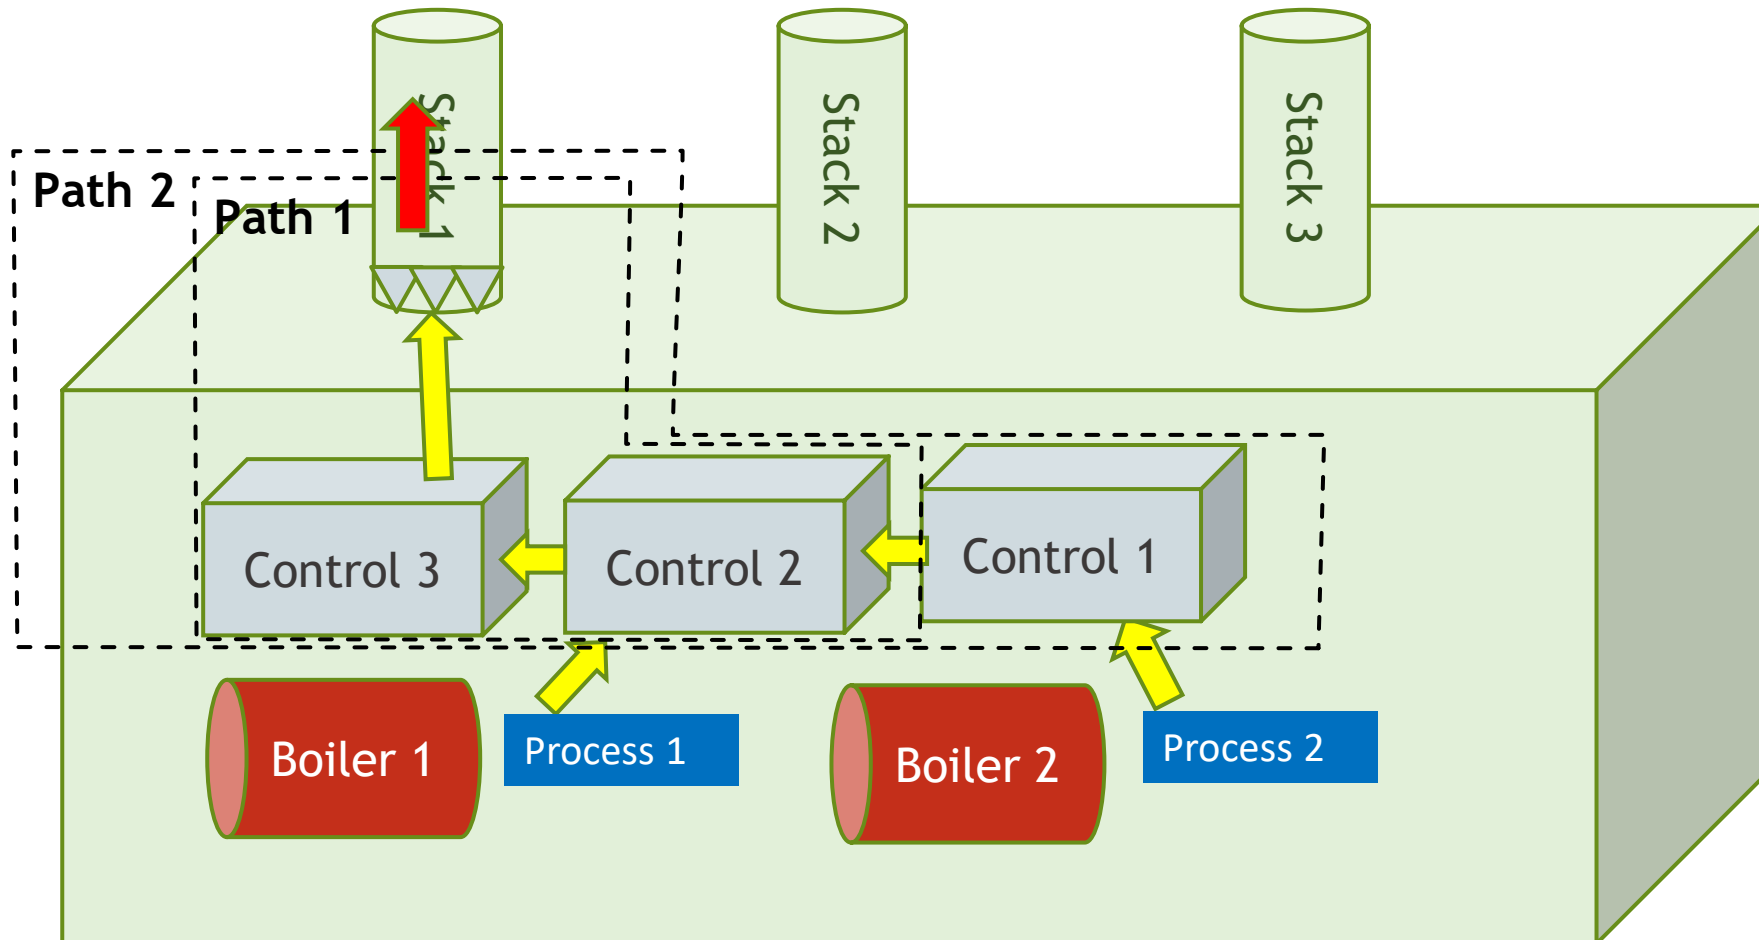 Stack 1
Stack 2
Stack 3
Path 2
Path 1
Control 3
Control 2
Control 1
Boiler 1
Process 1
Boiler 2
Process 2